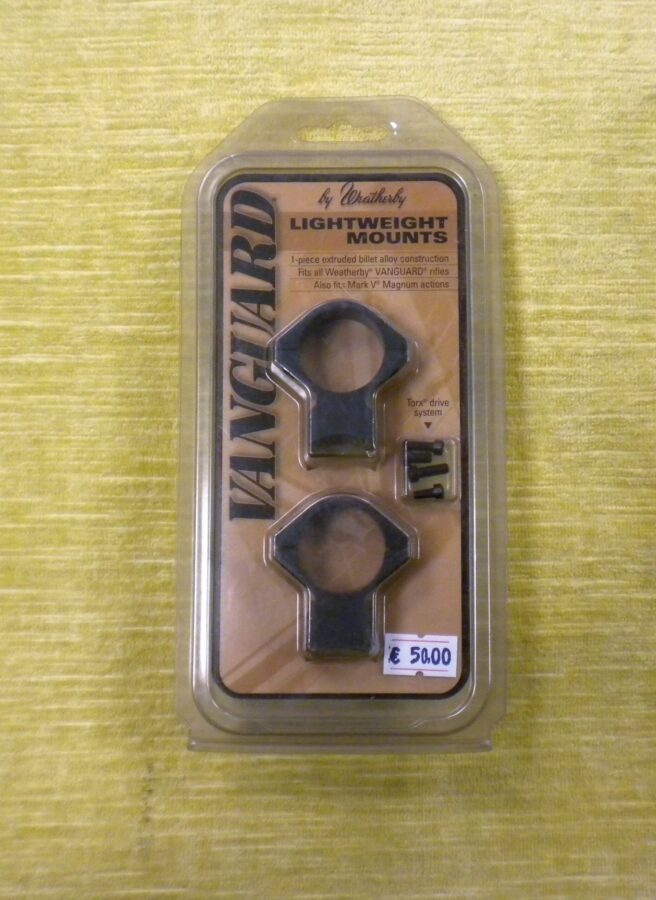 VANGUARD
by Weatherby
LIGHTWEIGHT
MOUNTS
1-piece extruded billet alloy construction
Fits all Weatherby® VANGUARD® rifles
Also fits Mark V® Magnum actions
Torx® drive
system
€ 50.00